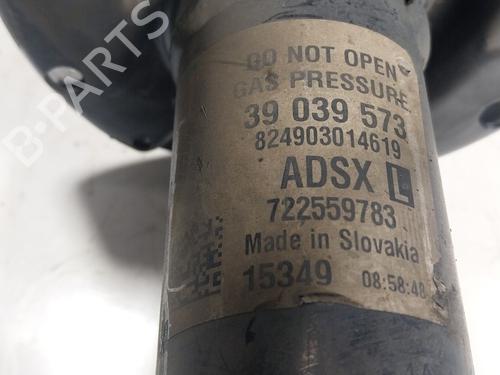 B-PARTS
DO NOT OPEN
GAS PRESSURE
39 039 573
824903014619
ADSX L
722559783
Made in Slovakia
15349 08:58:48